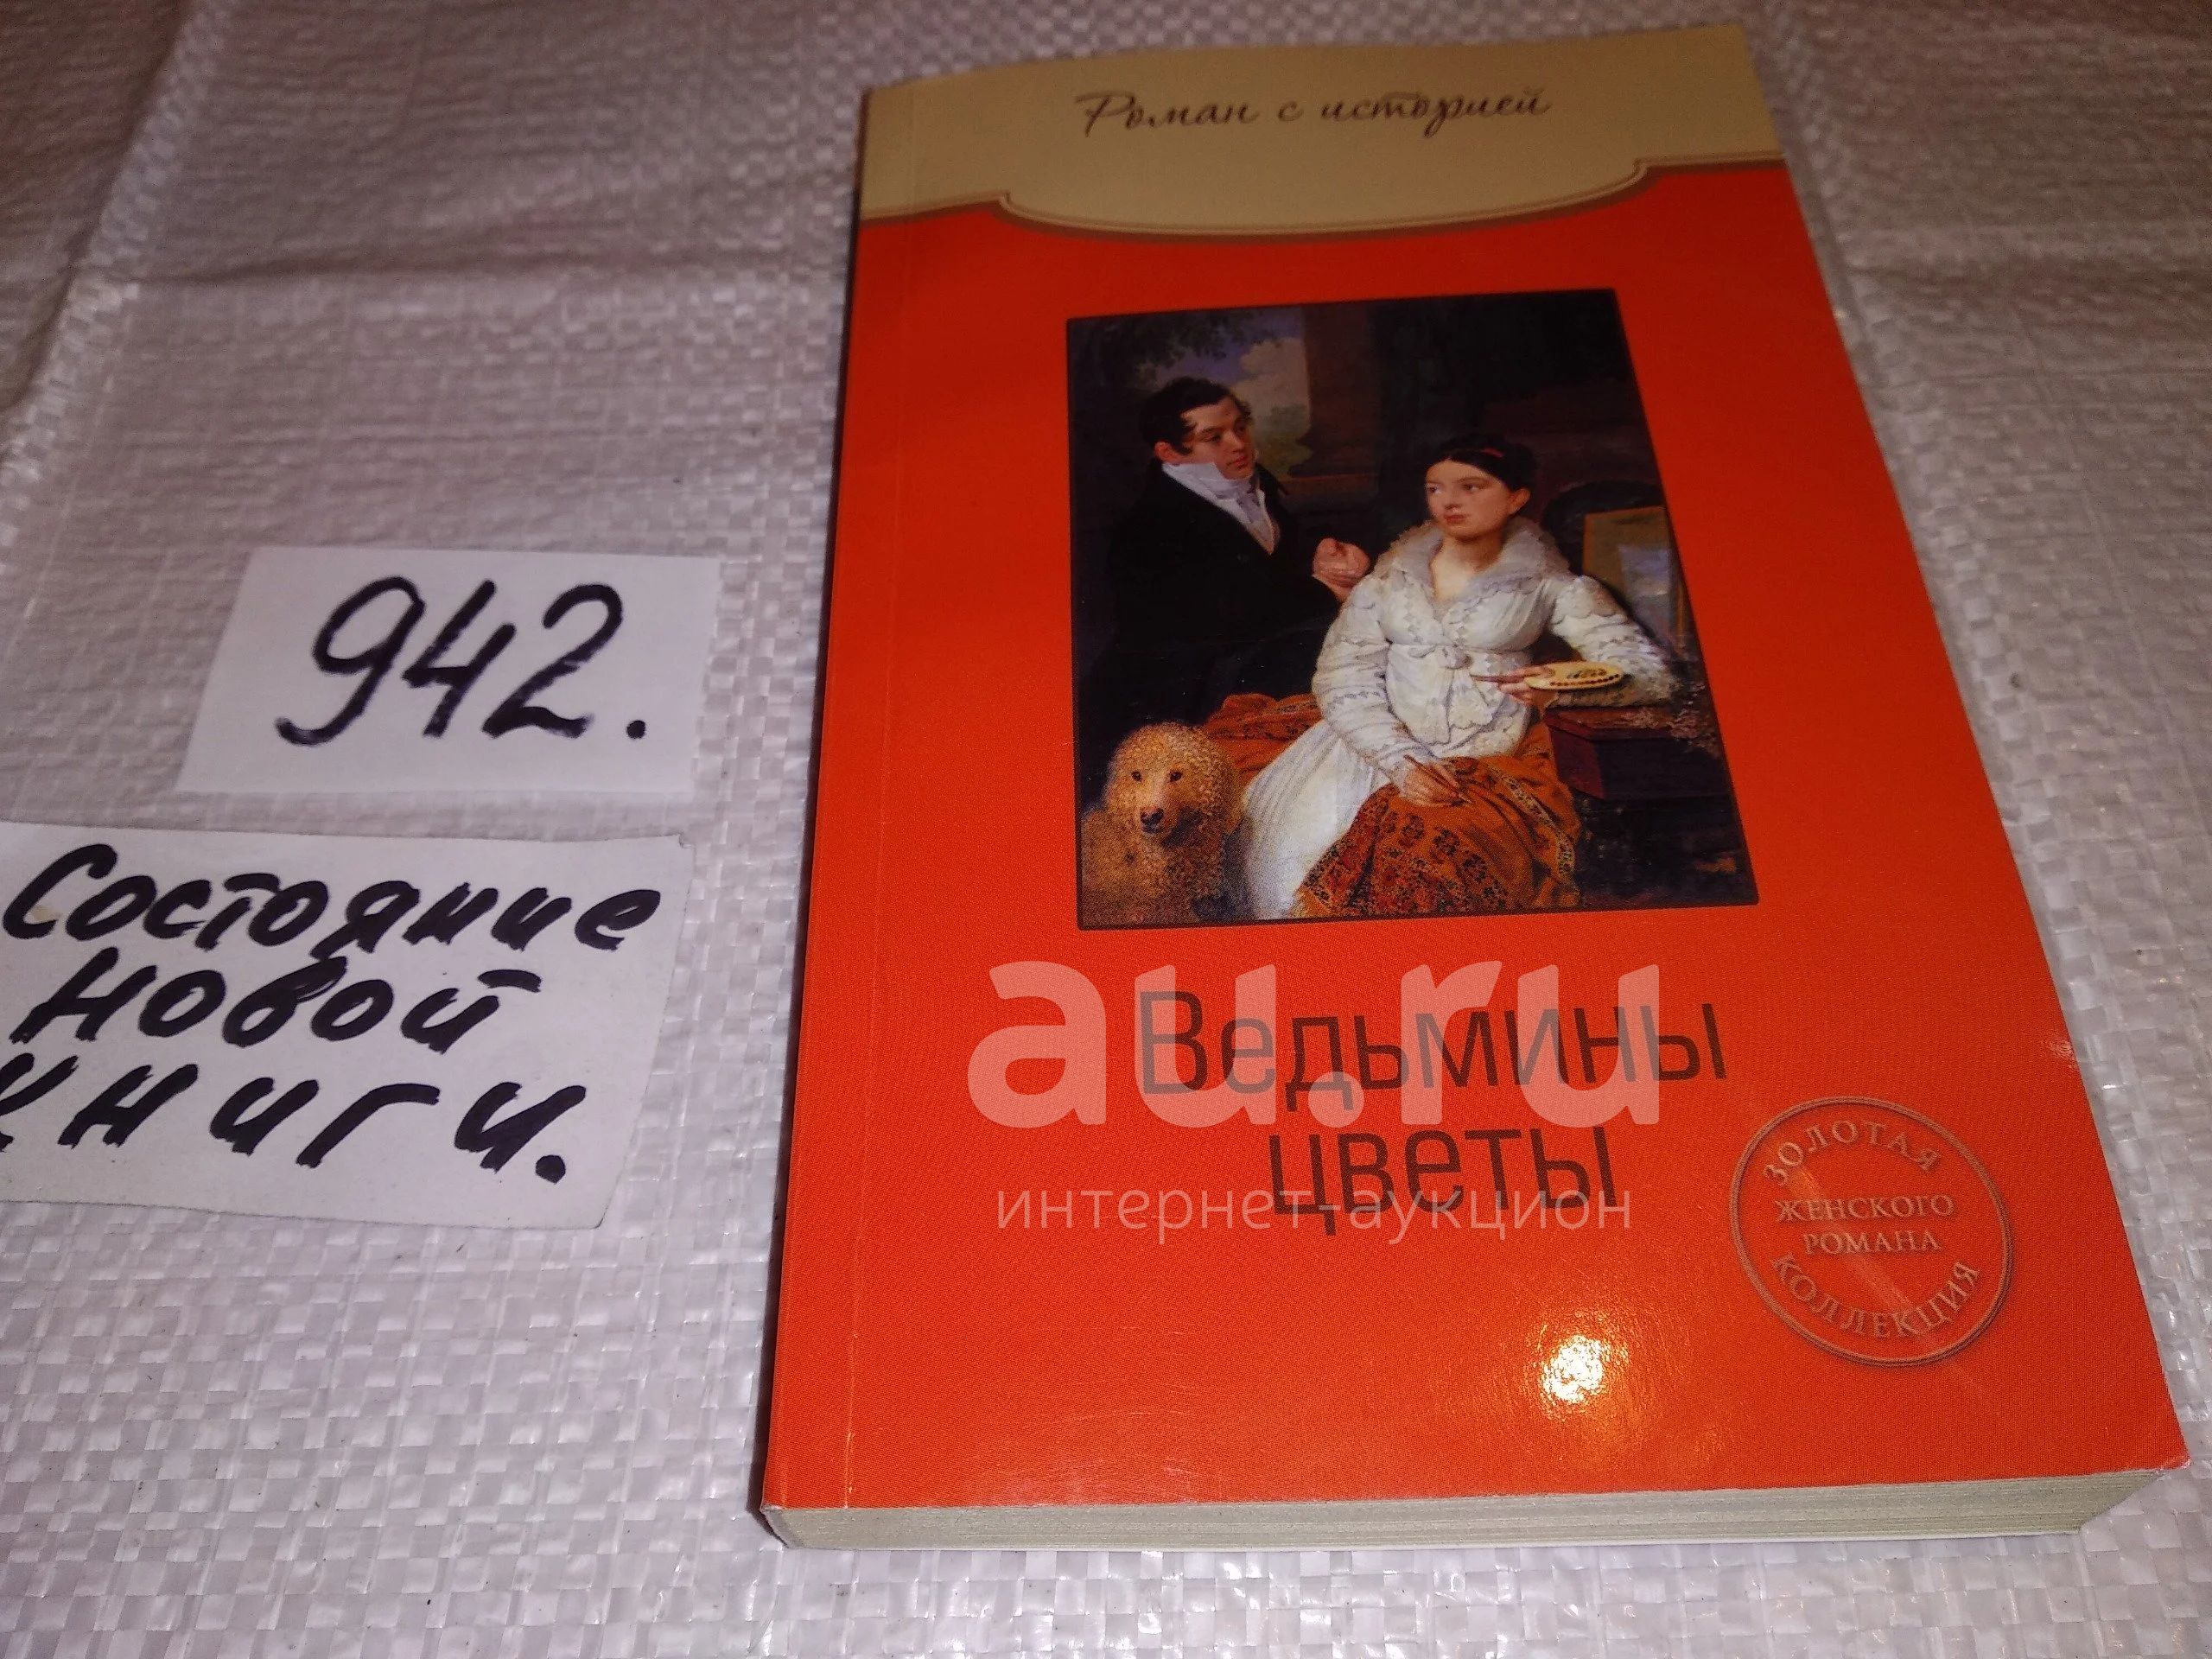 Роман с историей
942.
Состояние
новой
книги.
au.ru
Ведьмины
цветы
интернет-аукцион
ЗОЛОТАЯ
ЖЕНСКОГО
РОМАНА
КОЛЛЕКЦИЯ